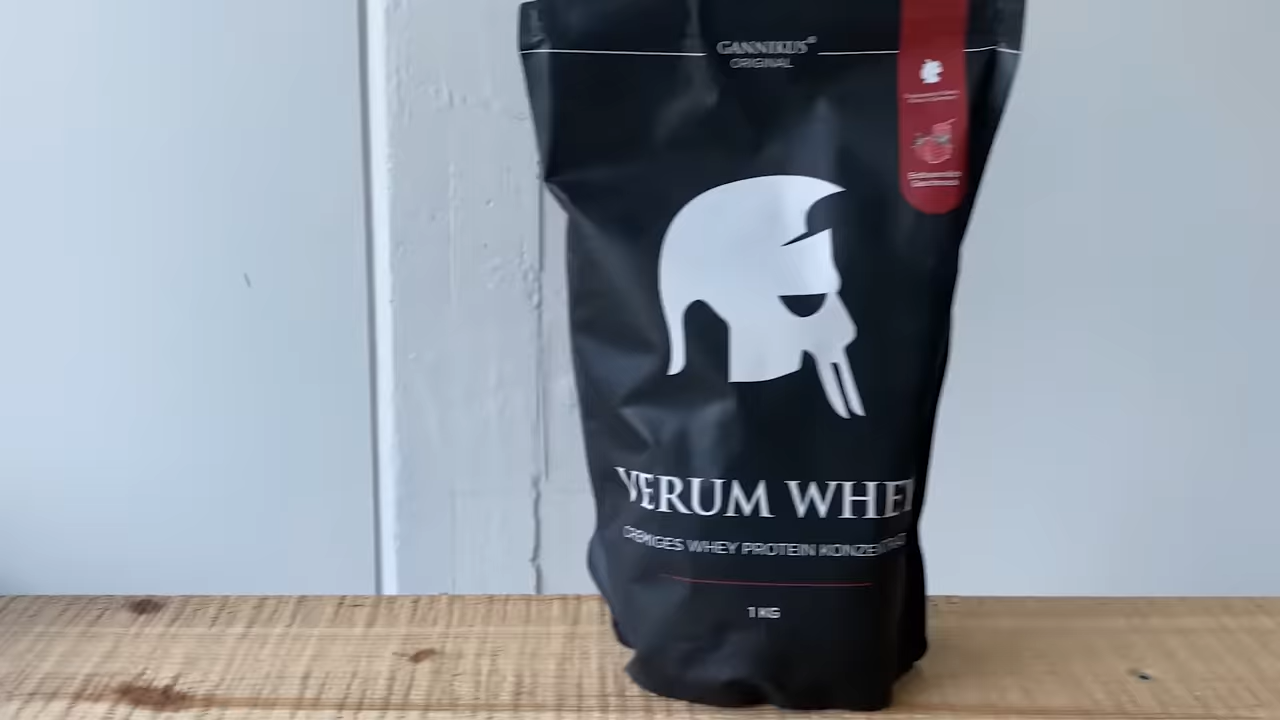 GANNIKUS®
ORIGINAL
VERUM WHEY
CREMIGES WHEY PROTEIN KONZENTRAT
1 KG